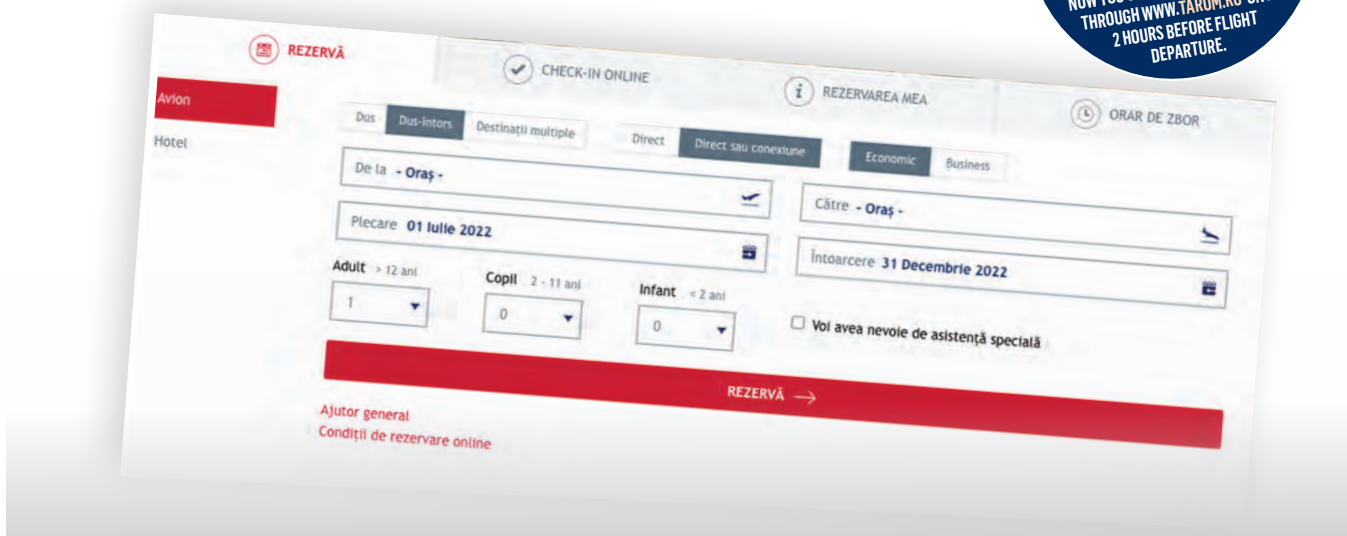 THROUGH WWW.TAROM.RO
2 HOURS BEFORE FLIGHT
DEPARTURE.
REZERVĂ
CHECK-IN ONLINE
REZERVAREA MEA
ORAR DE ZBOR
Avion
Hotel
Dus Dus-intors Destinații multiple Direct Direct sau conexiune Economic Business
De la - Oraș -
Către - Oraș -
Plecare 01 Iulie 2022
Întoarcere 31 Decembrie 2022
Adult > 12 ani Copil 2 - 11 ani Infant < 2 ani
1 0 0
Voi avea nevoie de asistență specială
REZERVĂ →
Ajutor general
Condiții de rezervare online